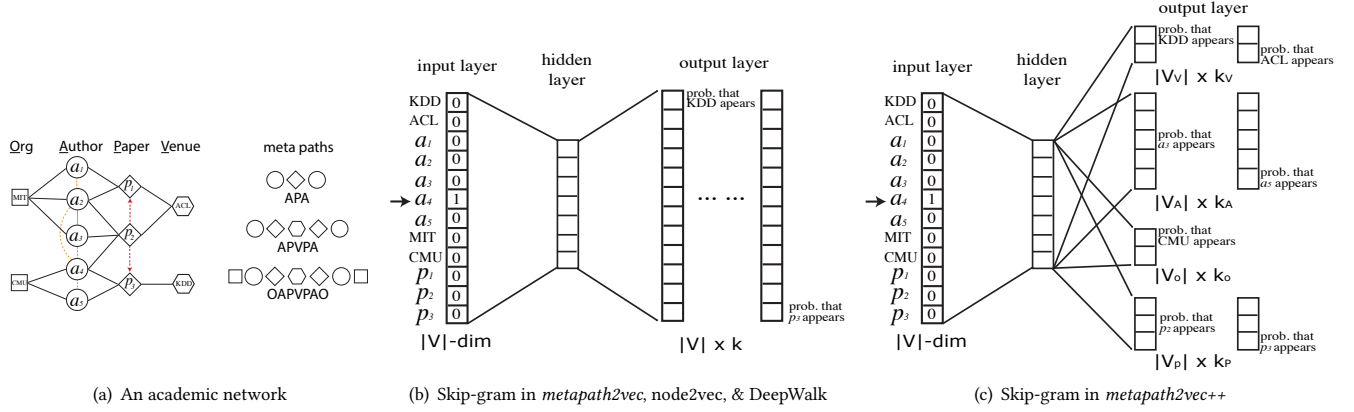 Org Author Paper Venue
MIT
CMU
a1
a2
a3
a4
a5
p1
p2
p3
ACL
KDD
meta paths
APA
APVPA
OAPVPAO
(a) An academic network
input layer
hidden
layer
output layer
KDD 0
ACL 0
a1 0
a2 0
a3 0
a4 1
a5 0
MIT 0
CMU 0
p1 0
p2 0
p3 0
|V|-dim
prob. that
KDD apears
... ...
prob. that
p3 appears
|V| x k
(b) Skip-gram in metapath2vec, node2vec, & DeepWalk
input layer
hidden
layer
output layer
KDD 0
ACL 0
a1 0
a2 0
a3 0
a4 1
a5 0
MIT 0
CMU 0
p1 0
p2 0
p3 0
|V|-dim
prob. that
KDD appears
prob. that
ACL appears
|VV| x kV
prob. that
a3 appears
prob. that
a5 appears
|VA| x kA
prob. that
CMU appears
|Vo| x ko
prob. that
p2 appears
prob. that
p3 appears
|Vp| x kP
(c) Skip-gram in metapath2vec++